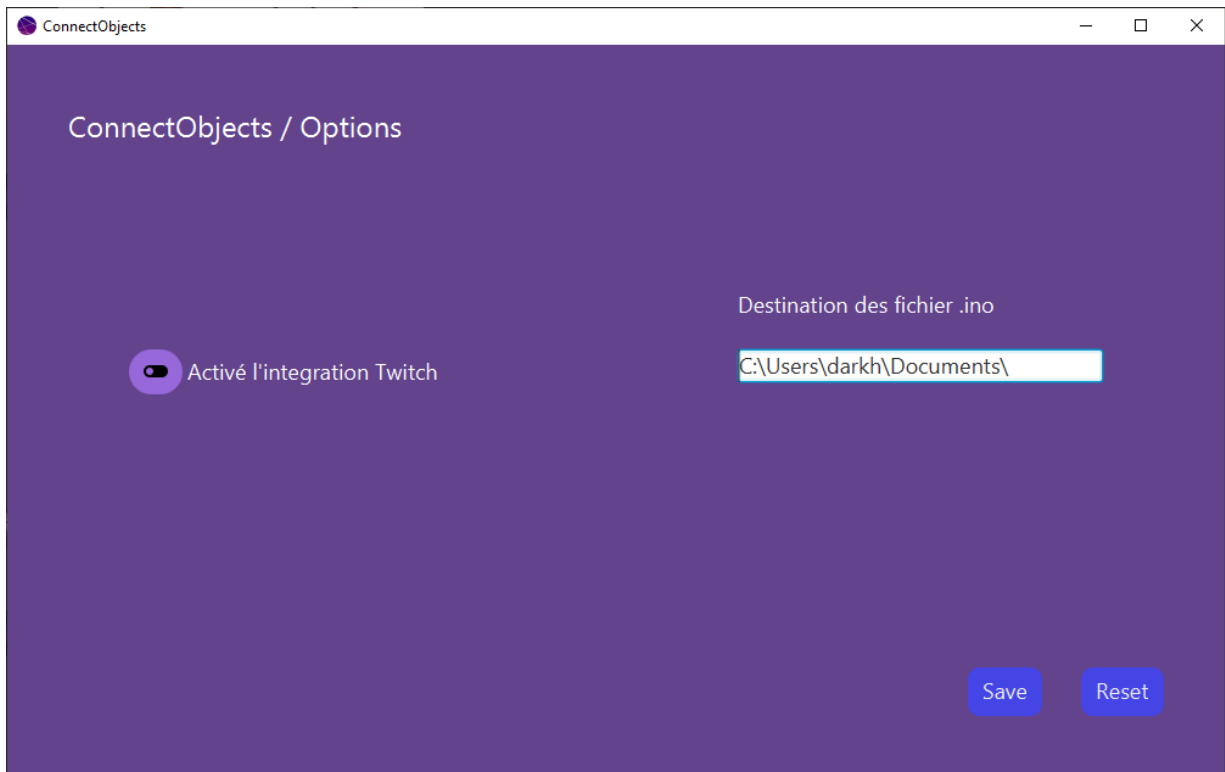 ConnectObjects
ConnectObjects / Options
Destination des fichier .ino
Activé l'integration Twitch
C:\Users\darkh\Documents\
Save
Reset